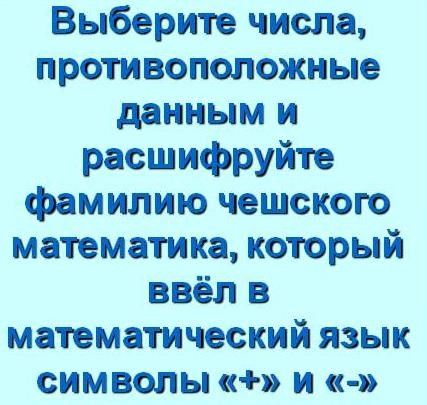 Выберите числа,
противоположные
данным и
расшифруйте
фамилию чешского
математика, который
ввёл в
математический язык
символы «+» и «-»